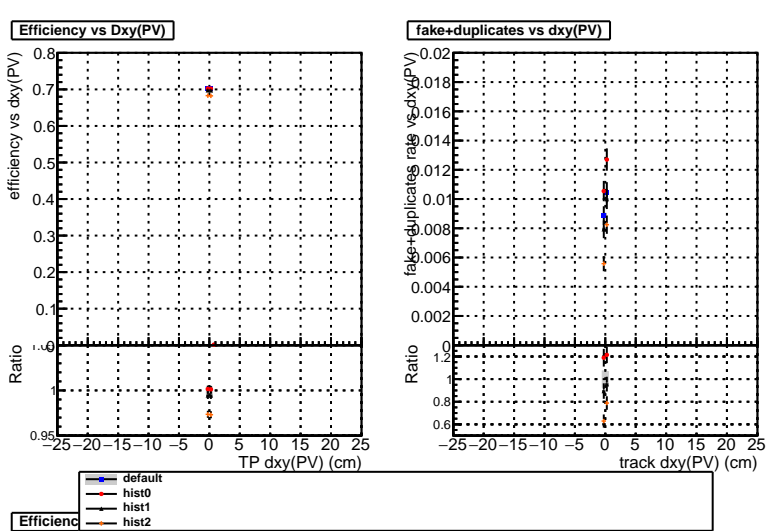 Efficiency vs Dxy(PV)
efficiency vs dxy(PV)
0.8
0.7
0.6
0.5
0.4
0.3
0.2
0.1
0
Ratio
1
0.95
−25 −20 −15 −10 −5 0 5 10 15 20 25
TP dxy(PV) (cm)
fake+duplicates vs dxy(PV)
fake+duplicates rate vs dxy(PV)
0.02
0.018
0.016
0.014
0.012
0.01
0.008
0.006
0.004
0.002
0
Ratio
1.2
1
0.8
0.6
−25 −20 −15 −10 −5 0 5 10 15 20 25
track dxy(PV) (cm)
default
hist0
hist1
hist2
Efficienc